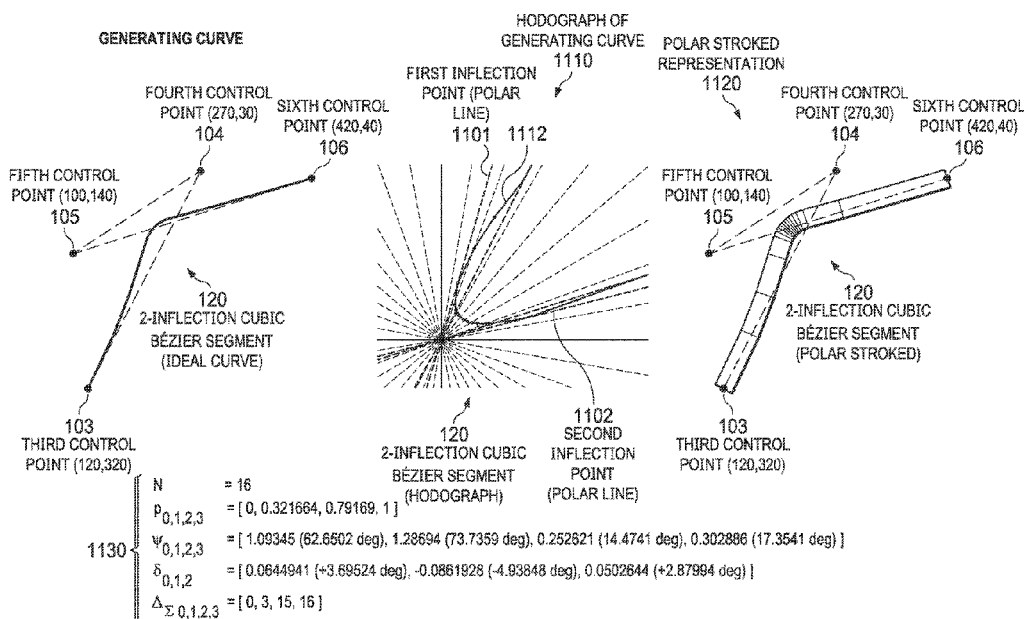 GENERATING CURVE
FOURTH CONTROL
POINT (270,30)
104
SIXTH CONTROL
POINT (420,40)
106
FIFTH CONTROL
POINT (100,140)
105
120
2-INFLECTION CUBIC
BÉZIER SEGMENT
(IDEAL CURVE)
103
THIRD CONTROL
POINT (120,320)
HODOGRAPH OF
GENERATING CURVE
1110
FIRST INFLECTION
POINT (POLAR
LINE)
1101
1112
120
2-INFLECTION CUBIC
BÉZIER SEGMENT
(HODOGRAPH)
1102
SECOND
INFLECTION
POINT
(POLAR LINE)
POLAR STROKED
REPRESENTATION
1120
FOURTH CONTROL
POINT (270,30)
104
SIXTH CONTROL
POINT (420,40)
106
FIFTH CONTROL
POINT (100,140)
105
120
2-INFLECTION CUBIC
BÉZIER SEGMENT
(POLAR STROKED)
103
THIRD CONTROL
POINT (120,320)
1130
N = 16
p0,1,2,3 = [ 0, 0.321664, 0.79169, 1 ]
ψ0,1,2,3 = [ 1.09345 (62.6502 deg), 1.28694 (73.7359 deg), 0.252621 (14.4741 deg), 0.302886 (17.3541 deg) ]
δ0,1,2 = [ 0.0644941 (+3.69524 deg), -0.0861928 (-4.93848 deg), 0.0502644 (+2.87994 deg) ]
ΔΣ 0,1,2,3 = [ 0, 3, 15, 16 ]